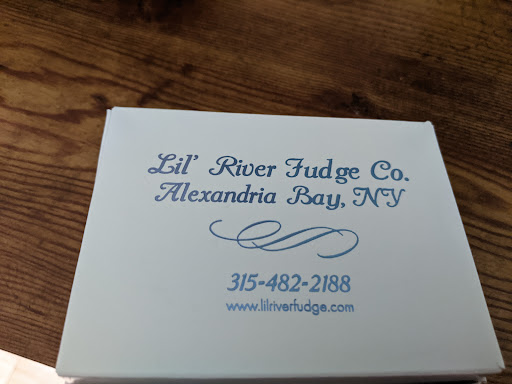 Lil' River Fudge Co.
Alexandria Bay, NY
315-482-2188
www.lilriverfudge.com